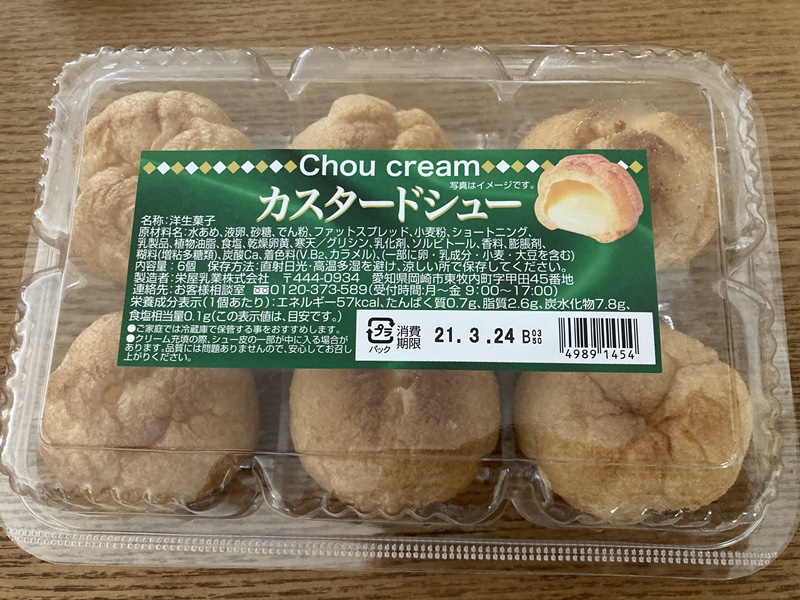 Chou cream
写真はイメージです。
カスタードシュー
名称:洋生菓子
原材料名:水あめ、液卵、砂糖、でん粉、ファットスプレッド、小麦粉、ショートニング、
乳製品、植物油脂、食塩、乾燥卵黄、寒天/グリシン、乳化剤、ソルビトール、香料、膨脹剤、
糊料(増粘多糖類)、炭酸Ca、着色料(V.B2、カラメル)、(一部に卵・乳成分・小麦・大豆を含む)
内容量:6個 保存方法:直射日光・高温多湿を避け、涼しい所で保存してください。
製造者:栄屋乳業株式会社 〒444-0934 愛知県岡崎市東牧内町字甲田45番地
連絡先:お客様相談室 0120-373-589(受付時間:月～金 9:00～17:00)
栄養成分表示(1個あたり):エネルギー57kcal、たんぱく質0.7g、脂質2.6g、炭水化物7.8g、
食塩相当量0.1g(この表示値は、目安です。)
●ご家庭では冷蔵庫で保管する事をおすすめします。
●クリーム充填の際、シュー皮の一部が中に入る場合が
あります。品質には問題ありませんので、安心してお召し
上がりください。
プラ
パック
消費
期限
21.3.24 B 03
50
4989 1454